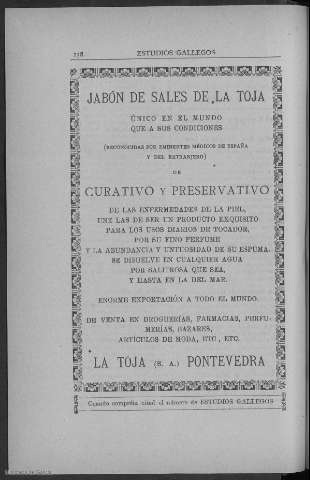 118 ESTUDIOS GALLEGOS
JABÓN DE SALES DE LA TOJA
ÚNICO EN EL MUNDO
QUE A SUS CONDICIONES
(RECONOCIDAS POR EMINENTES MÉDICOS DE ESPAÑA
Y DEL EXTRANJERO)
DE
CURATIVO Y PRESERVATIVO
DE LAS ENFERMEDADES DE LA PIEL,
UNE LAS DE SER UN PRODUCTO EXQUISITO
PARA LOS USOS DIARIOS DE TOCADOR,
POR SU FINO PERFUME
Y LA ABUNDANCIA Y UNTUOSIDAD DE SU ESPUMA.
SE DISUELVE EN CUALQUIER AGUA
POR SALITROSA QUE SEA,
Y HASTA EN LA DEL MAR.
ENORME EXPORTACIÓN A TODO EL MUNDO.
DE VENTA EN DROGUERÍAS, FARMACIAS, PERFU-
MERÍAS, BAZARES,
ARTÍCULOS DE MODA, ETC., ETC.
LA TOJA (S. A.) PONTEVEDRA
Cuando compréis citad el número de ESTUDIOS GALLEGOS